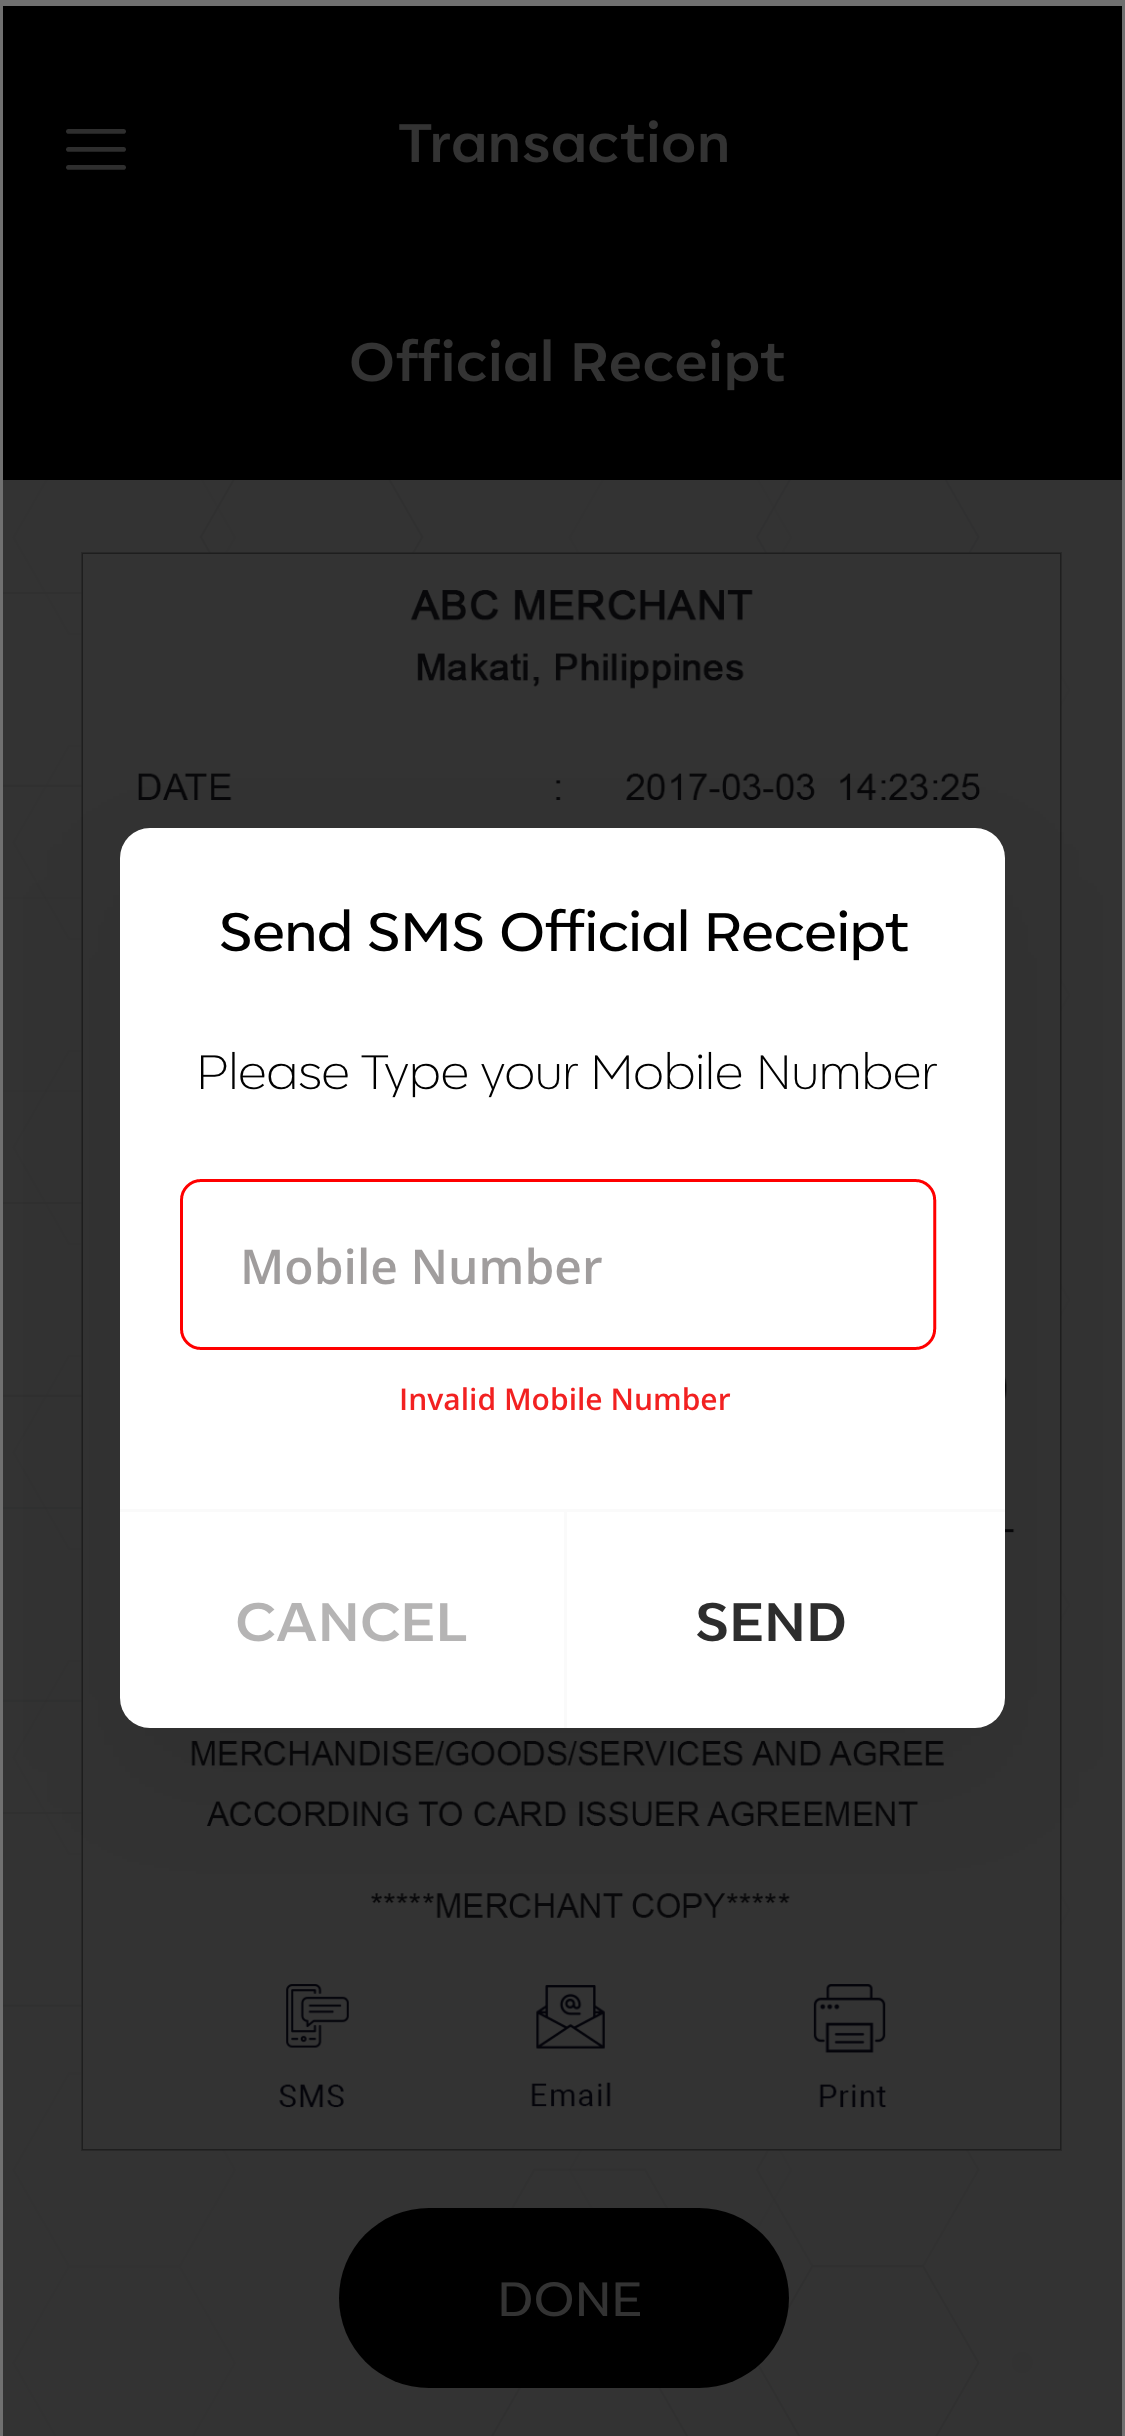 Transaction
Official Receipt
ABC MERCHANT
Makati, Philippines
DATE : 2017-03-03 14:23:25
Send SMS Official Receipt
Please Type your Mobile Number
Mobile Number
Invalid Mobile Number
CANCEL SEND
MERCHANDISE/GOODS/SERVICES AND AGREE
ACCORDING TO CARD ISSUER AGREEMENT
*****MERCHANT COPY*****
@
SMS Email Print
DONE